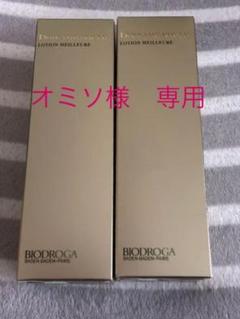 LOTION MEILLEURE
LOTION MEILLEURE
オミソ様 専用
BIODROGA
BADEN-BADEN・PARIS
BIODROGA
BADEN-BADEN・PARIS